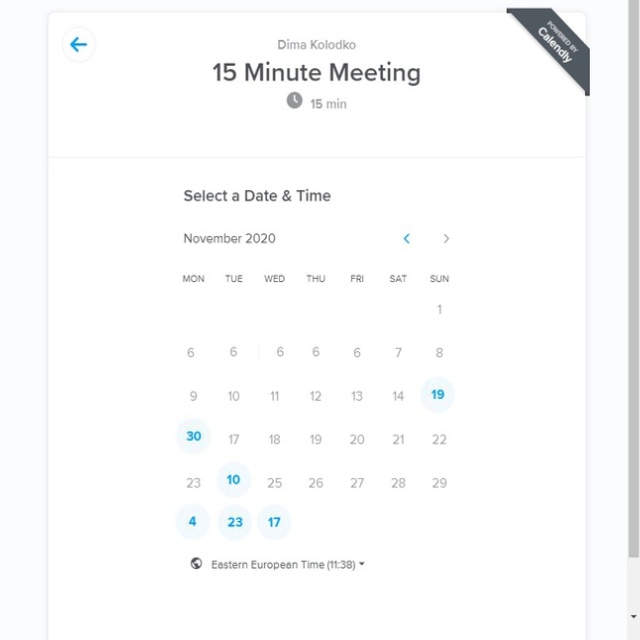 Dima Kolodko
15 Minute Meeting
15 min
POWERED BY
Calendly
Select a Date & Time
November 2020
MON TUE WED THU FRI SAT SUN
1
6 6 6 6 6 7 8
9 10 11 12 13 14 19
30 17 18 19 20 21 22
23 10 25 26 27 28 29
4 23 17
Eastern European Time (11:38)